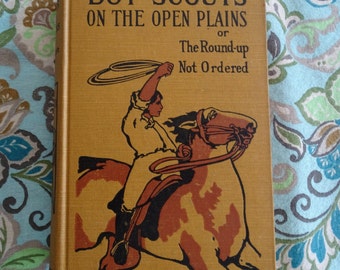 BOY SCOUTS
ON THE OPEN PLAINS
or
The Round-up
Not Ordered